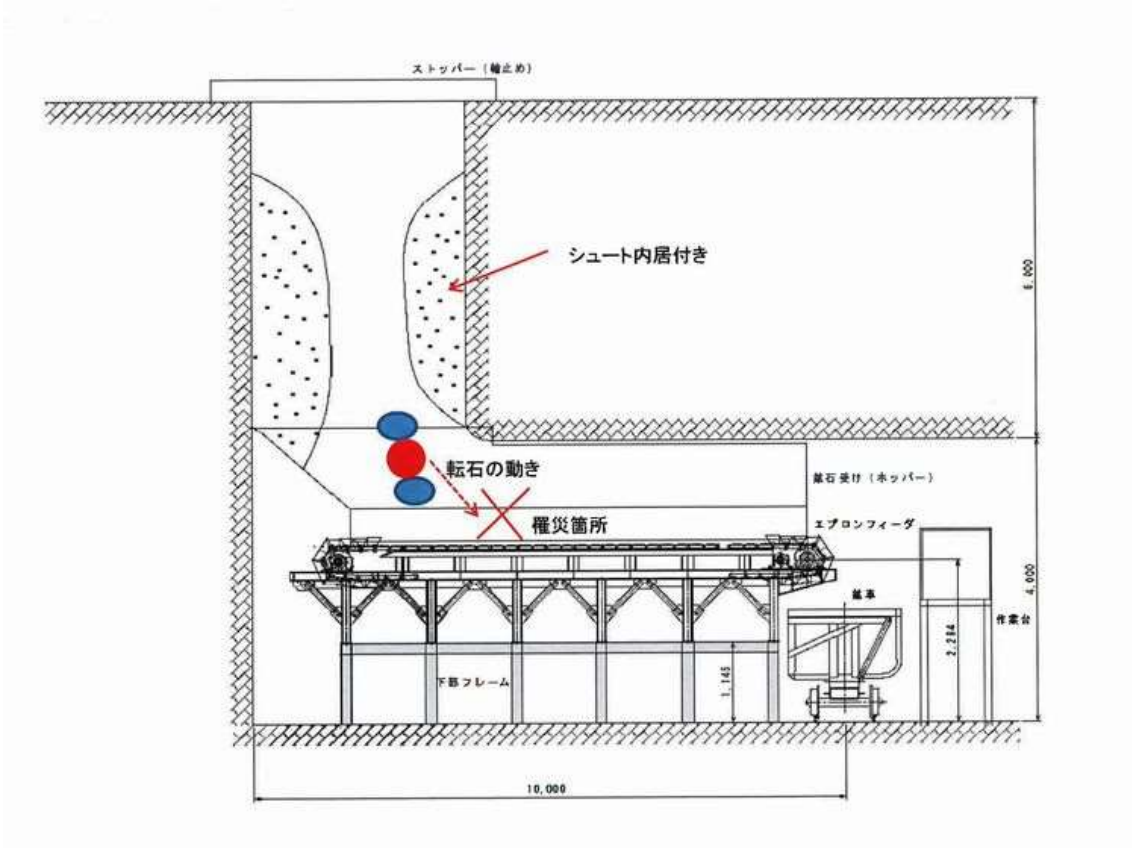 ストッパー(輪止め)
シュート内居付き
6,000
転石の動き
鉱石受け(ホッパー)
罹災箇所
エプロンフィーダ
鉱車
作業台
4,000
2,284
1,145
下部フレーム
10,000